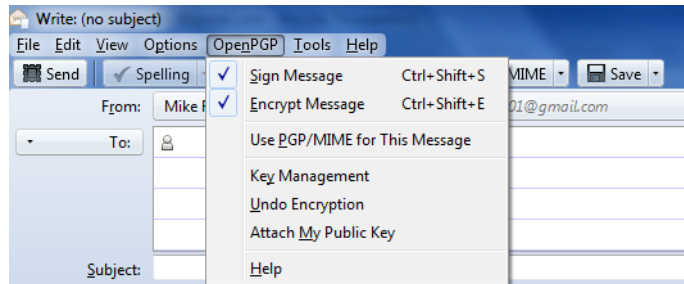 Write: (no subject)
File Edit View Options OpenPGP Tools Help
Send Spelling MIME Save
Sign Message Ctrl+Shift+S
Encrypt Message Ctrl+Shift+E
From: Mike 01@gmail.com
Use PGP/MIME for This Message
To:
Key Management
Undo Encryption
Attach My Public Key
Subject:
Help